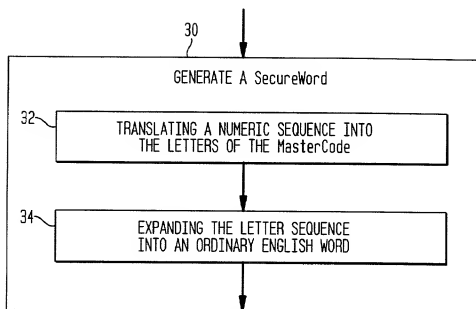 30
GENERATE A SecureWord
32
TRANSLATING A NUMERIC SEQUENCE INTO
THE LETTERS OF THE MasterCode
34
EXPANDING THE LETTER SEQUENCE
INTO AN ORDINARY ENGLISH WORD